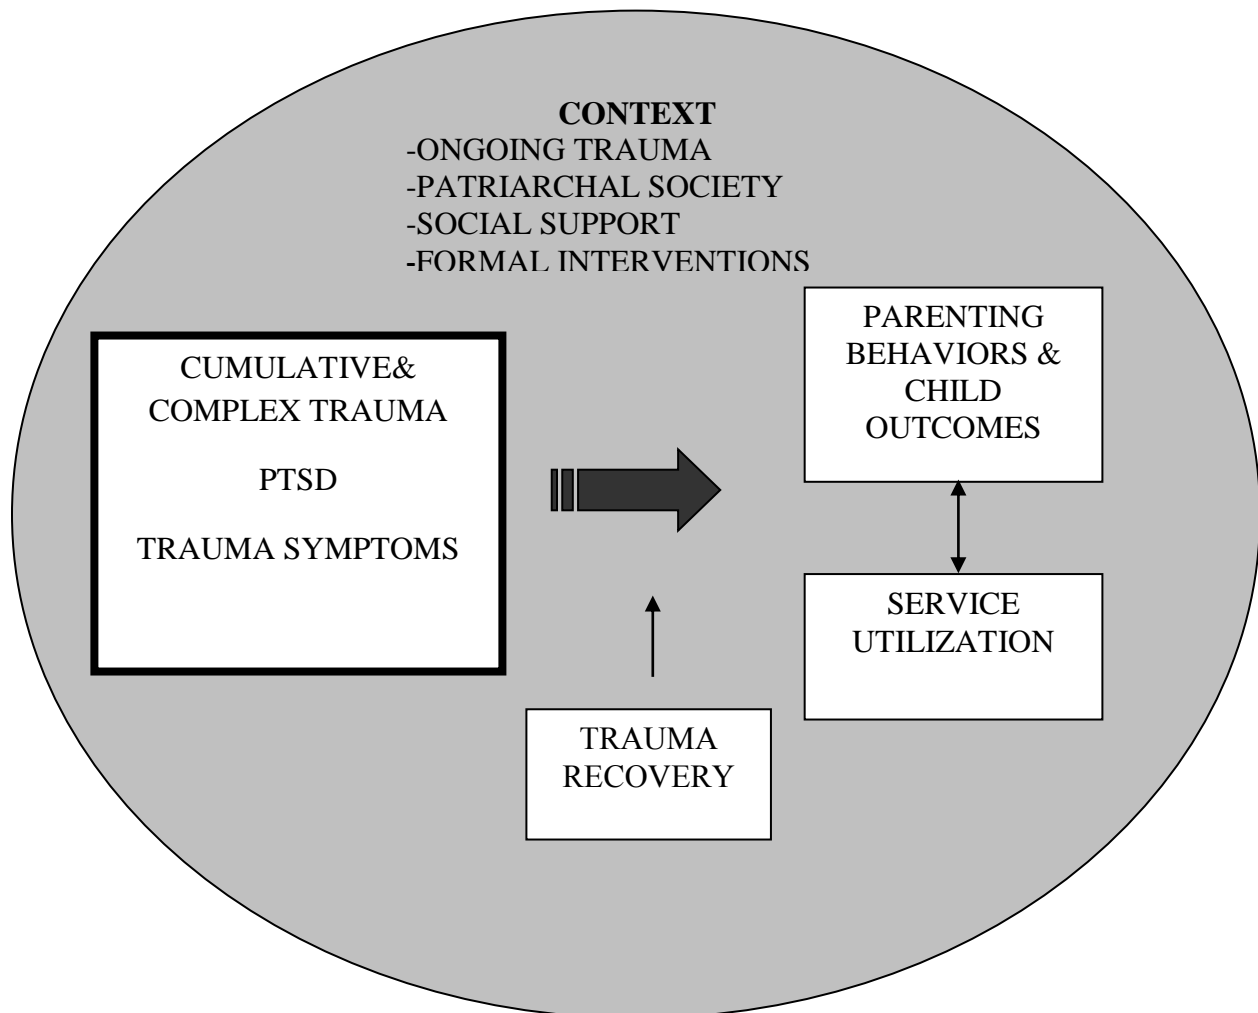 CONTEXT
-ONGOING TRAUMA
-PATRIARCHAL SOCIETY
-SOCIAL SUPPORT
-FORMAL INTERVENTIONS
CUMULATIVE&
COMPLEX TRAUMA
PTSD
TRAUMA SYMPTOMS
PARENTING
BEHAVIORS &
CHILD
OUTCOMES
SERVICE
UTILIZATION
TRAUMA
RECOVERY